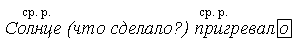 ср. р. ср. р.
Солнце (что сделало?) пригревало